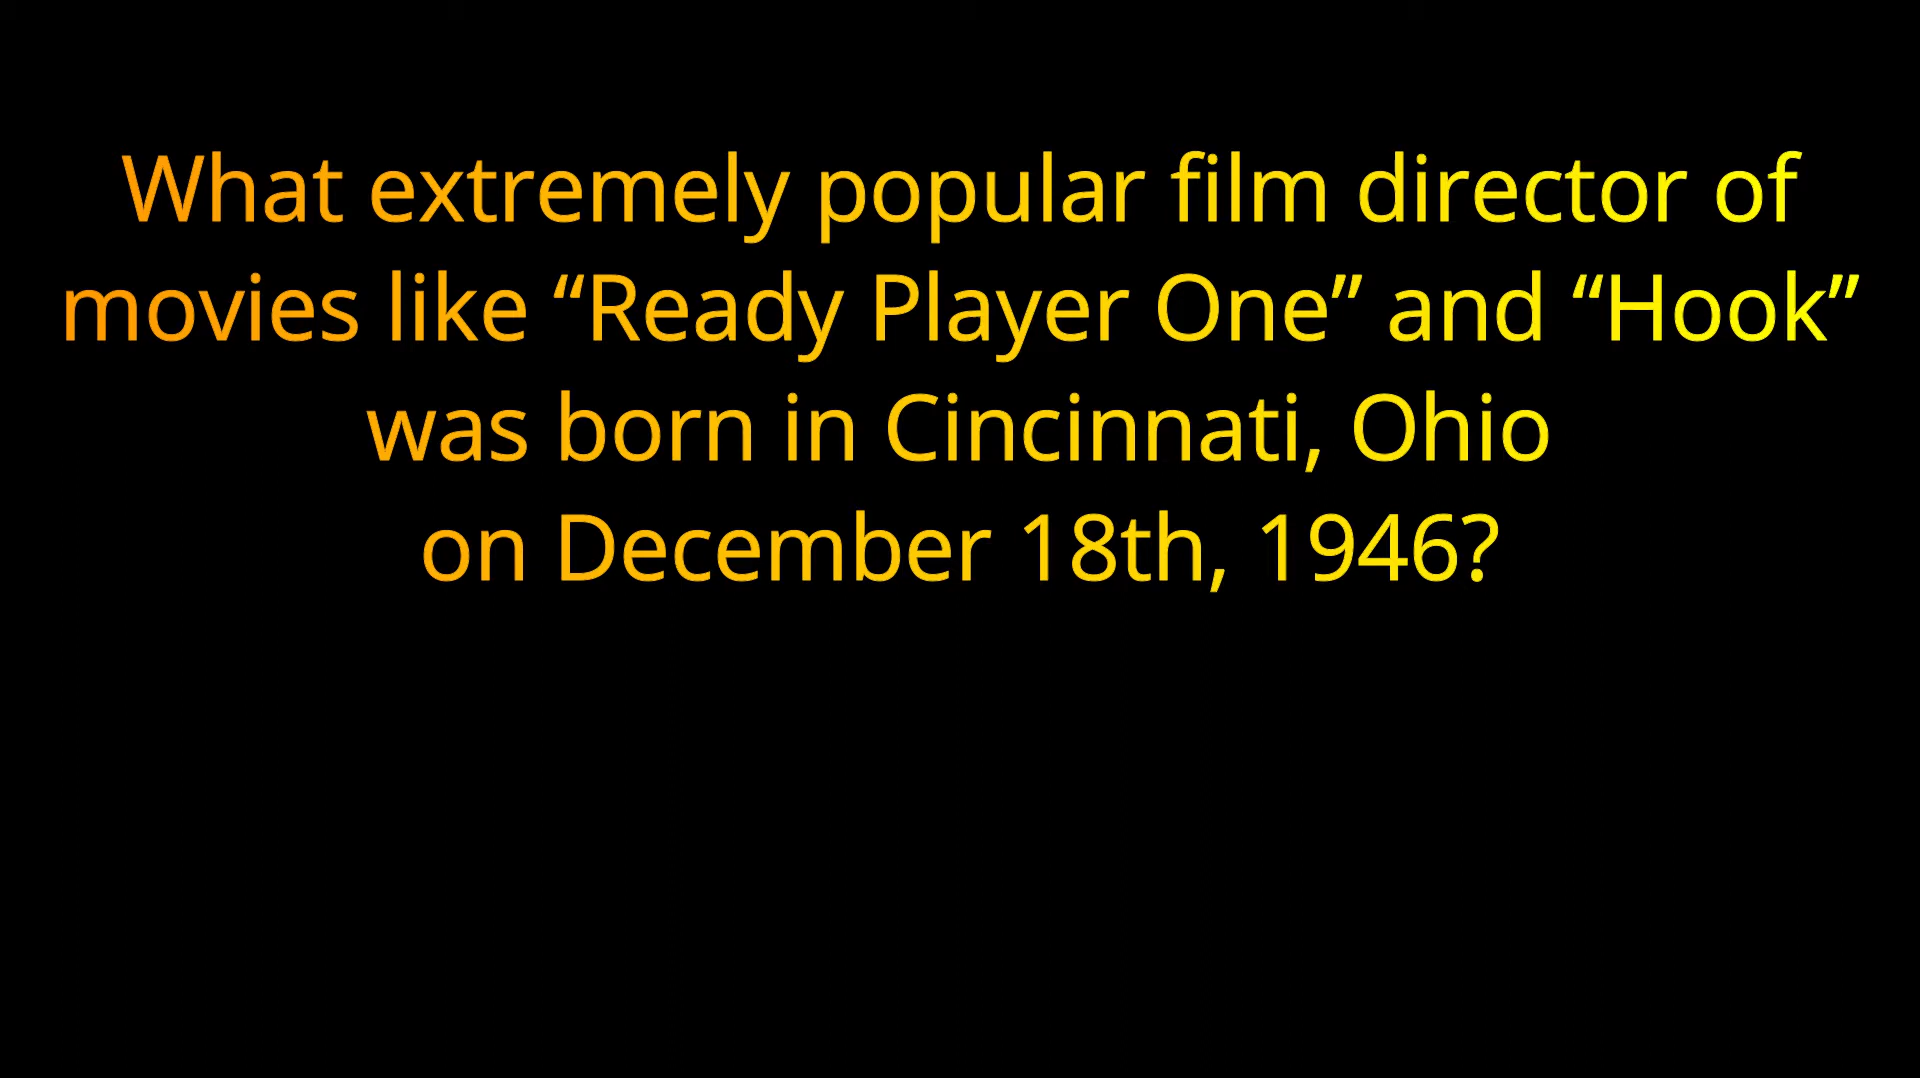 What extremely popular film director of
movies like “Ready Player One” and “Hook”
was born in Cincinnati, Ohio
on December 18th, 1946?